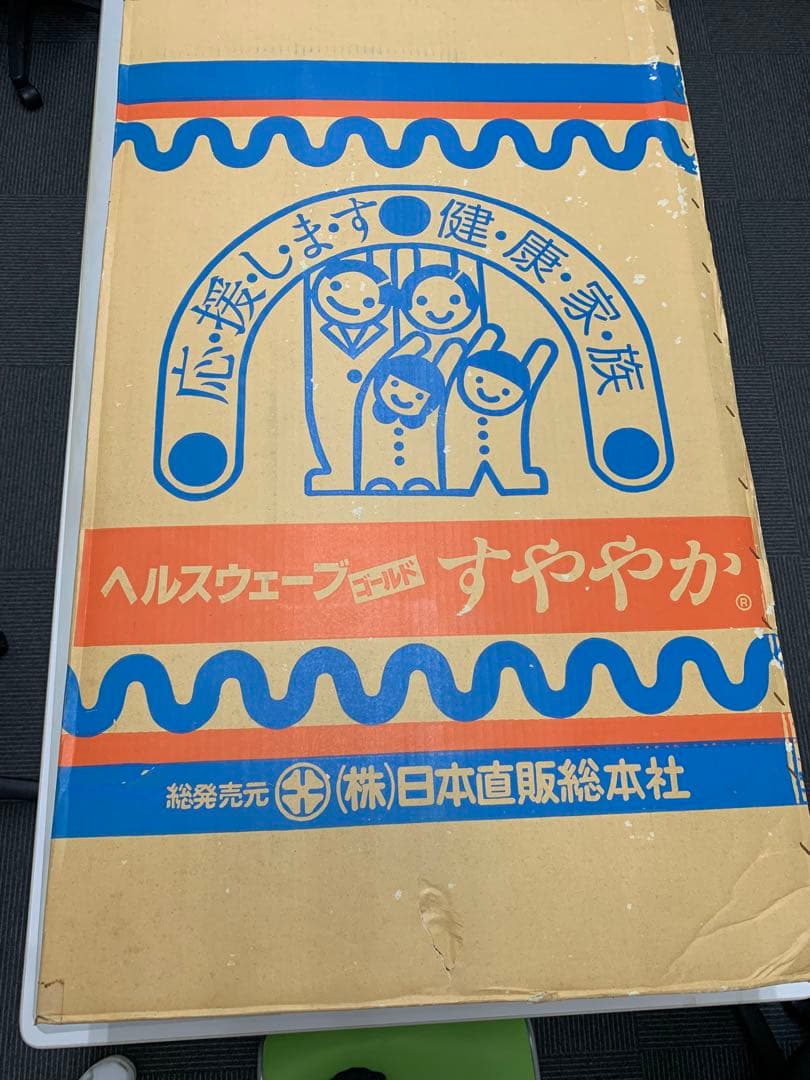 応・援・し・ま・す●健・康・家・族
ヘルスウェーブゴールド すややか®
総発売元 (株)日本直販総本社